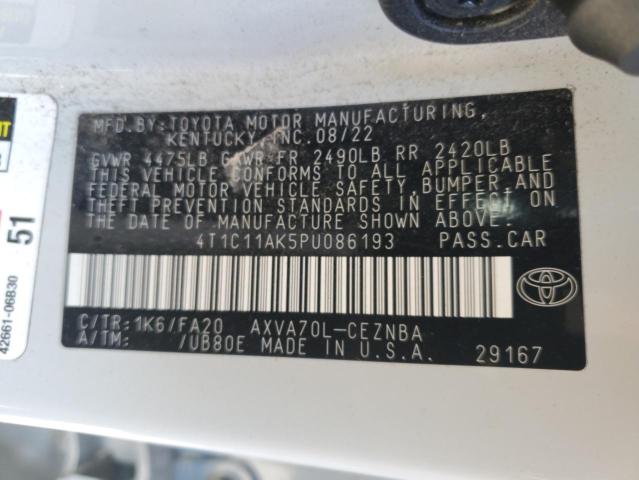 MFD.BY:TOYOTA MOTOR MANUFACTURING,
KENTUCKY, INC. 08/22
GVWR 4475LB GAWR FR 2490LB RR 2420LB
THIS VEHICLE CONFORMS TO ALL APPLICABLE
FEDERAL MOTOR VEHICLE SAFETY, BUMPER, AND
THEFT PREVENTION STANDARDS IN EFFECT ON
THE DATE OF MANUFACTURE SHOWN ABOVE.
4T1C11AK5PU086193 PASS.CAR
C/TR:1K6/FA20 AXVA70L-CEZNBA
A/TM: /UB80E MADE IN U.S.A. 29167
TOYOTA
51
42661-06B30